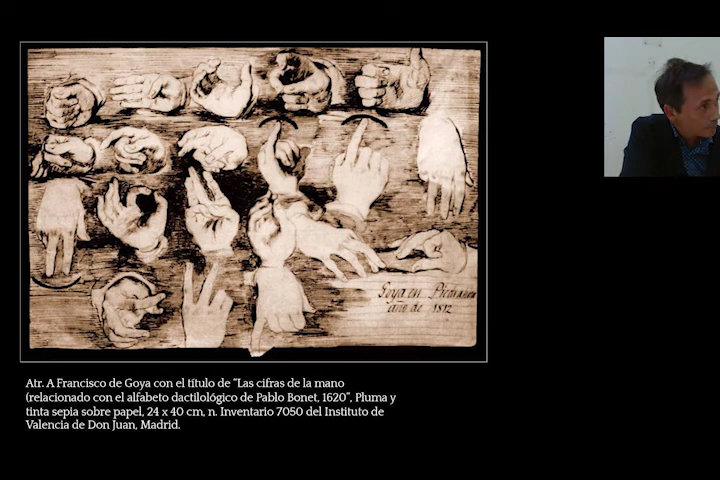 Goya en Piedrahita
año de 1812
Atr. A Francisco de Goya con el título de “Las cifras de la mano
(relacionado con el alfabeto dactilológico de Pablo Bonet, 1620”, Pluma y
tinta sepia sobre papel, 24 x 40 cm, n. Inventario 7050 del Instituto de
Valencia de Don Juan, Madrid.